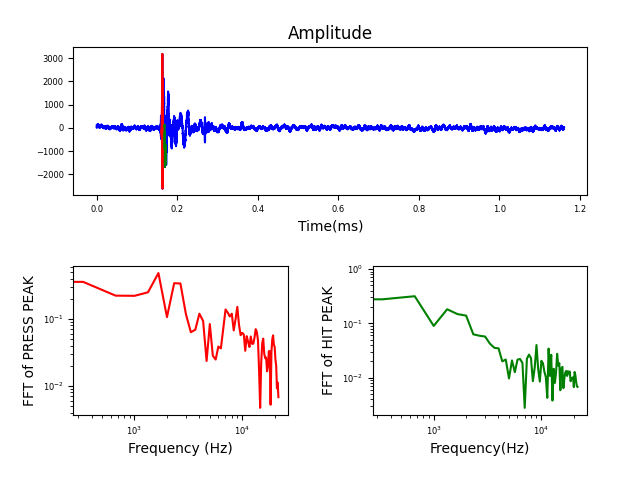 Amplitude
3000
2000
1000
0
−1000
−2000
0.0 0.2 0.4 0.6 0.8 1.0 1.2
Time(ms)
FFT of PRESS PEAK
10⁻¹
10⁻²
10³ 10⁴
Frequency (Hz)
FFT of HIT PEAK
10⁰
10⁻¹
10⁻²
10³ 10⁴
Frequency(Hz)